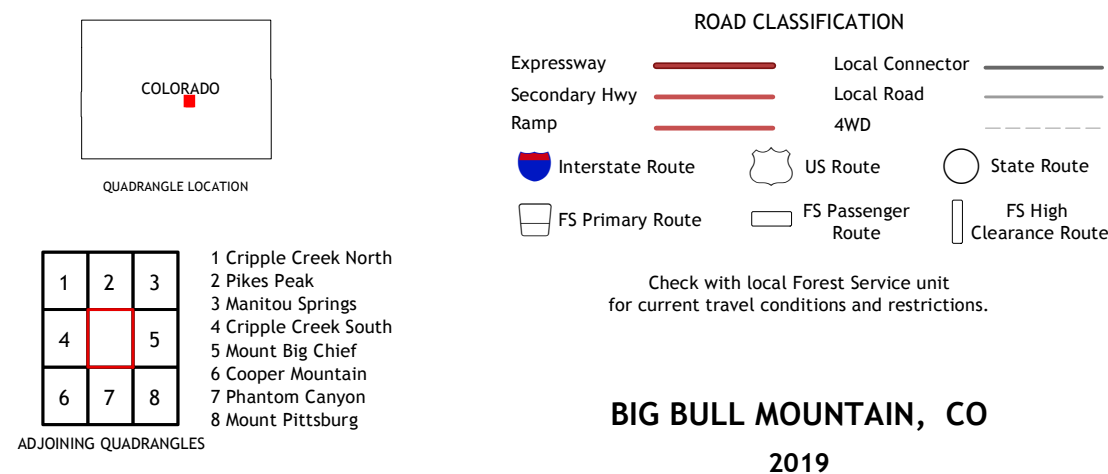 COLORADO
QUADRANGLE LOCATION
1 2 3
4 5
6 7 8
1 Cripple Creek North
2 Pikes Peak
3 Manitou Springs
4 Cripple Creek South
5 Mount Big Chief
6 Cooper Mountain
7 Phantom Canyon
8 Mount Pittsburg
ADJOINING QUADRANGLES
ROAD CLASSIFICATION
Expressway
Local Connector
Secondary Hwy
Local Road
Ramp
4WD
Interstate Route
US Route
State Route
FS Primary Route
FS Passenger
Route
FS High
Clearance Route
Check with local Forest Service unit
for current travel conditions and restrictions.
BIG BULL MOUNTAIN, CO
2019